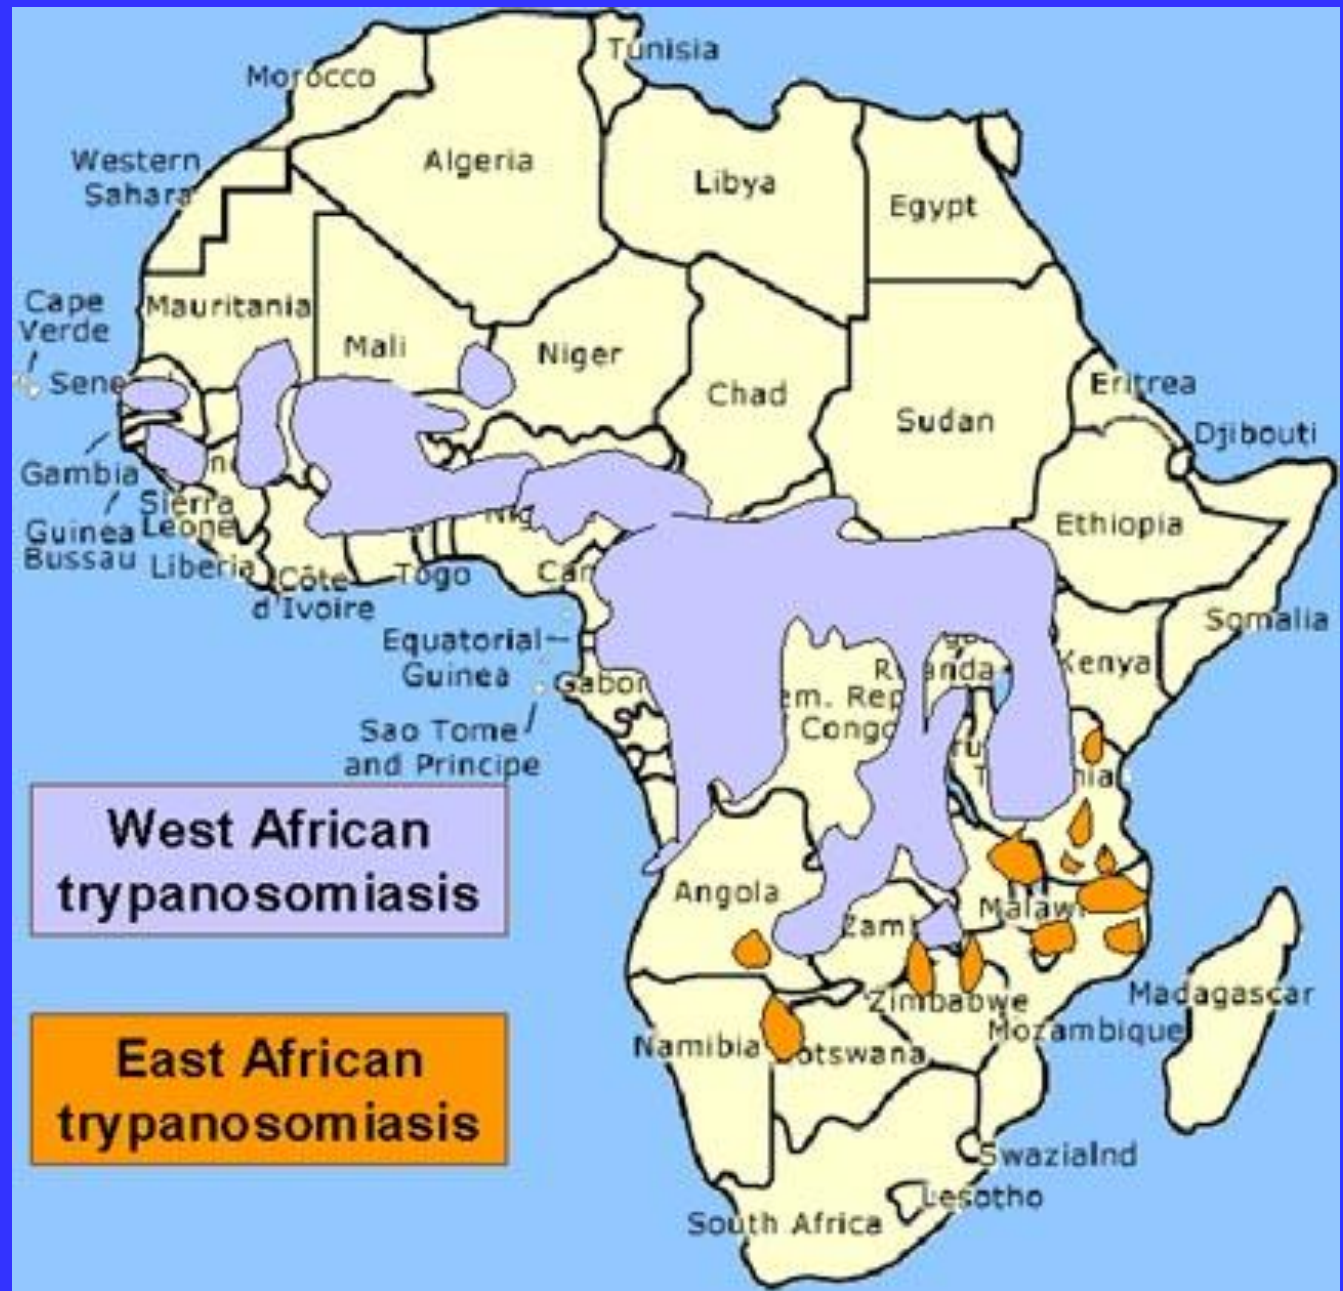 Tunisia
Morocco
Western
Sahara
Algeria
Libya
Egypt
Cape
Verde
Mauritania
Mali
Niger
Chad
Sudan
Eritrea
Djibouti
Gambia
Guinea
Bussau
Sierra
Leone
Liberia
Côte
d'Ivoire
Togo
Ethiopia
Somalia
Equatorial
Guinea
Gabon
Kenya
Sao Tome
and Principe
Congo
West African
trypanosomiasis
Angola
Malawi
East African
trypanosomiasis
Zimbabwe
Madagascar
Mozambique
Namibia
Swazialnd
Lesotho
South Africa